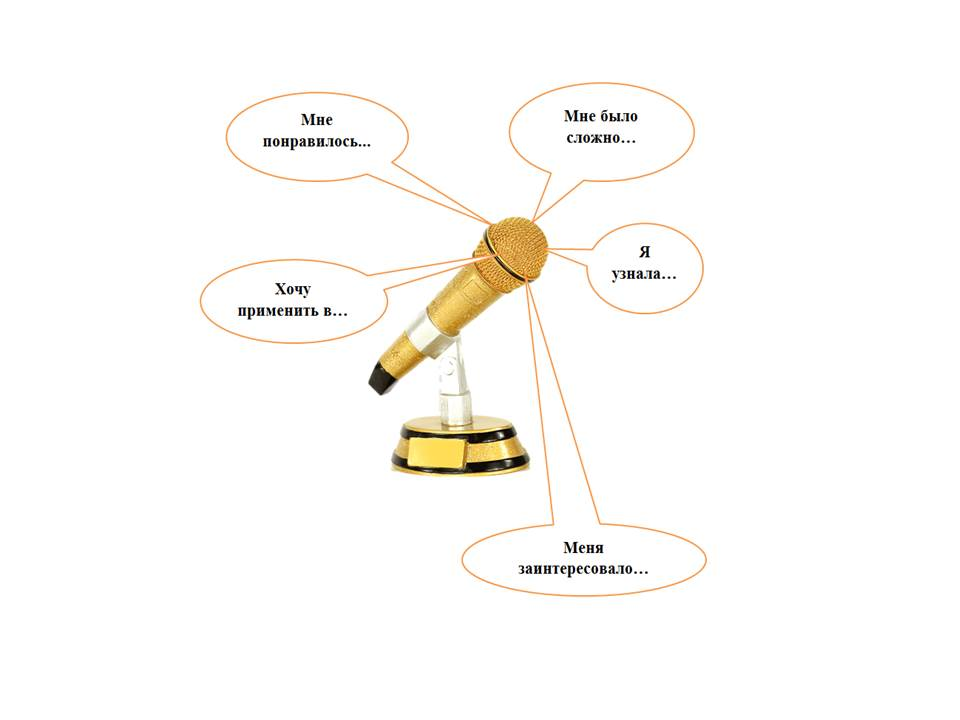 Мне
понравилось...
Мне было
сложно…
Я
узнала…
Хочу
применить в…
Меня
заинтересовало…